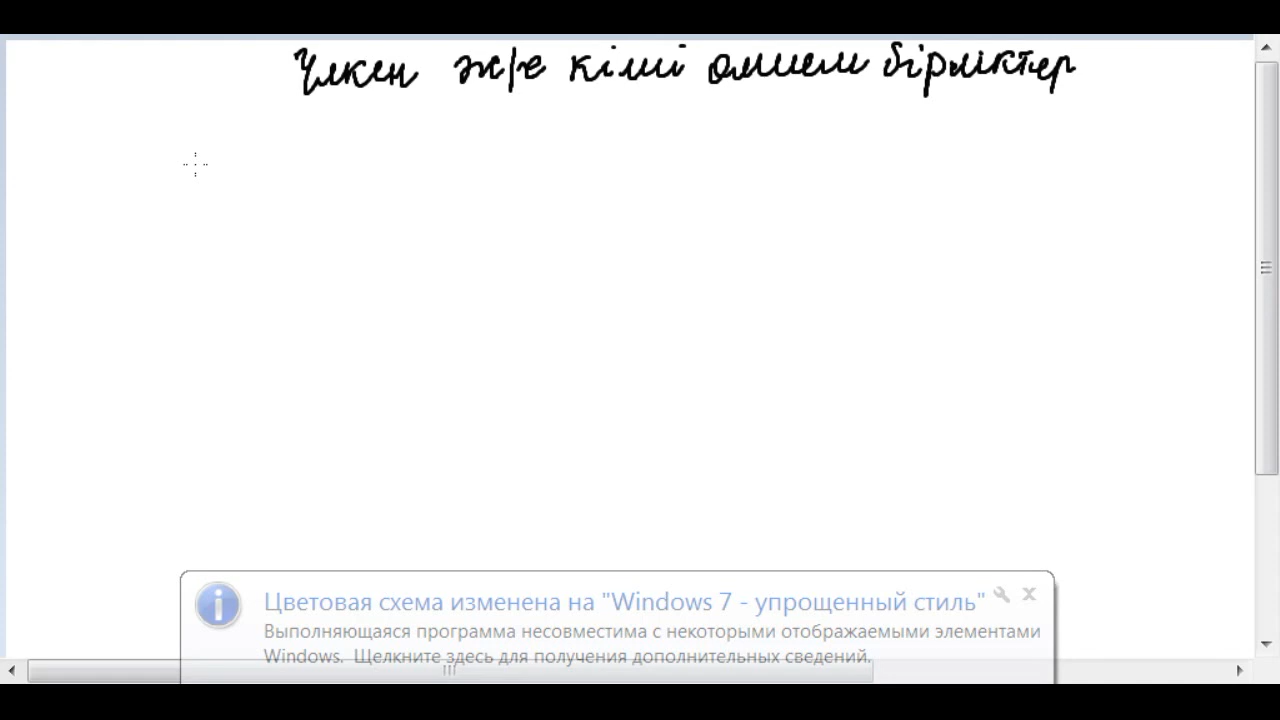 Үлкен ж/е кіші өлшем бірліктер
Цветовая схема изменена на "Windows 7 - упрощенный стиль"
Выполняющаяся программа несовместима с некоторыми отображаемыми элементами
Windows. Щелкните здесь для получения дополнительных сведений.